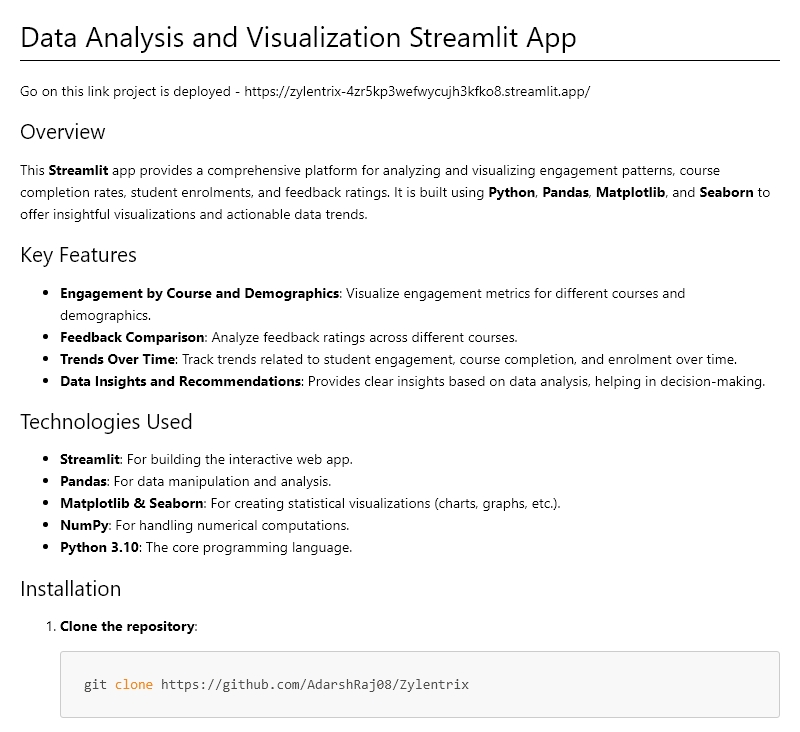 Data Analysis and Visualization Streamlit App
Go on this link project is deployed - https://zylentrix-4zr5kp3wefwycujh3kfko8.streamlit.app/
Overview
This Streamlit app provides a comprehensive platform for analyzing and visualizing engagement patterns, course
completion rates, student enrolments, and feedback ratings. It is built using Python, Pandas, Matplotlib, and Seaborn to
offer insightful visualizations and actionable data trends.
Key Features
• Engagement by Course and Demographics: Visualize engagement metrics for different courses and
demographics.
• Feedback Comparison: Analyze feedback ratings across different courses.
• Trends Over Time: Track trends related to student engagement, course completion, and enrolment over time.
• Data Insights and Recommendations: Provides clear insights based on data analysis, helping in decision-making.
Technologies Used
• Streamlit: For building the interactive web app.
• Pandas: For data manipulation and analysis.
• Matplotlib & Seaborn: For creating statistical visualizations (charts, graphs, etc.).
• NumPy: For handling numerical computations.
• Python 3.10: The core programming language.
Installation
1. Clone the repository:
git clone https://github.com/AdarshRaj08/Zylentrix